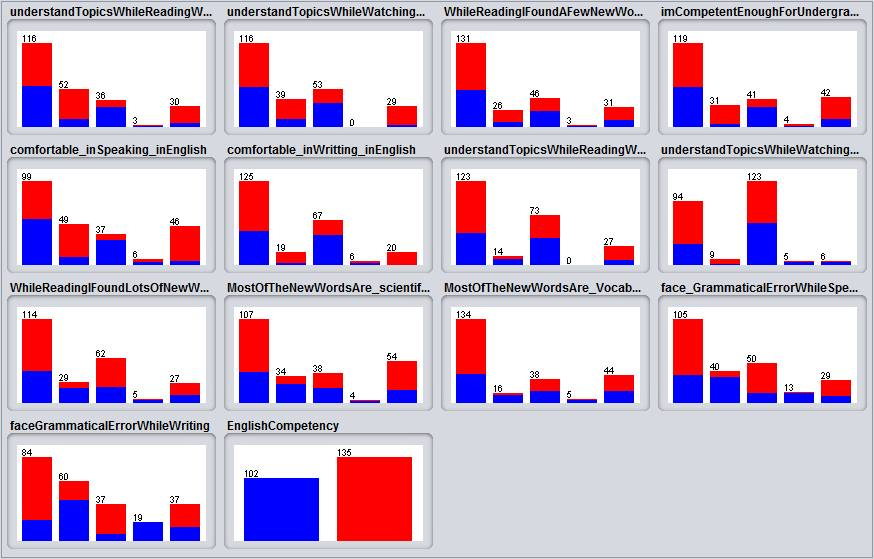 understandTopicsWhileReadingW... understandTopicsWhileWatching... WhileReadingIFoundAFewNewWo... imCompetentEnoughForUndergra...
116 52 36 3 30 116 39 53 0 29 131 26 46 3 31 119 31 41 4 42
comfortable_inSpeaking_inEnglish comfortable_inWritting_inEnglish understandTopicsWhileReadingW... understandTopicsWhileWatching...
99 49 37 6 46 125 19 67 6 20 123 14 73 0 27 94 9 123 5 6
WhileReadingIFoundLotsOfNewW... MostOfTheNewWordsAre_scientif... MostOfTheNewWordsAre_Vocab... face_GrammaticalErrorWhileSpe...
114 29 62 5 27 107 34 38 4 54 134 16 38 5 44 105 40 50 13 29
faceGrammaticalErrorWhileWriting EnglishCompetency
84 60 37 19 37 102 135